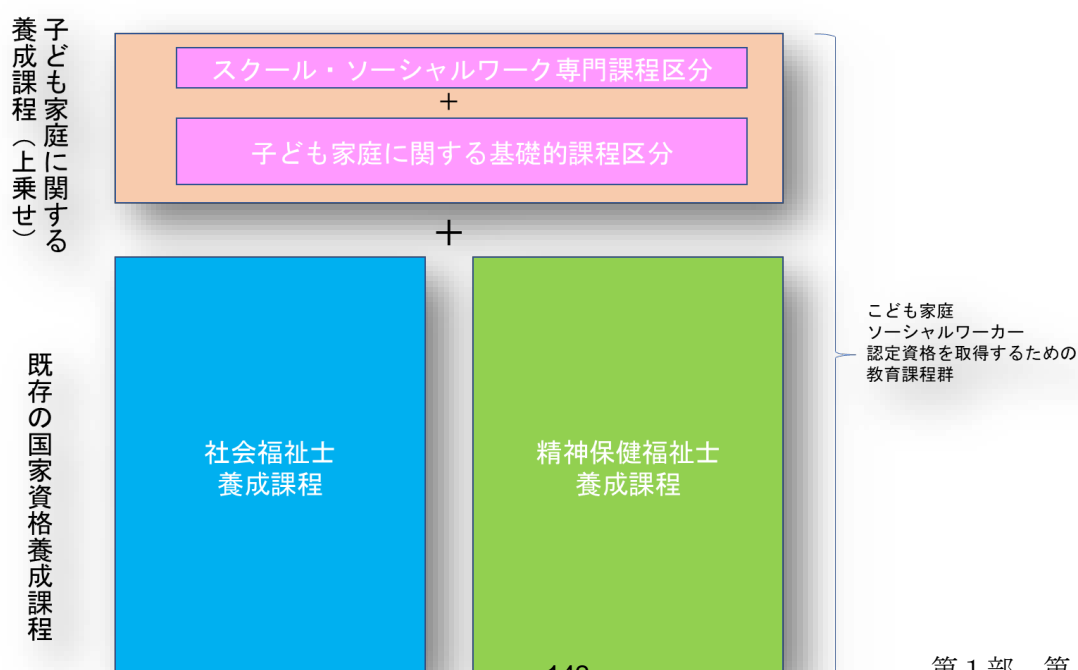 子ども家庭に関する
養成課程（上乗せ）
スクール・ソーシャルワーク専門課程区分
+
子ども家庭に関する基礎的課程区分
+
既存の国家資格養成課程
社会福祉士
養成課程
精神保健福祉士
養成課程
こども家庭
ソーシャルワーカー
認定資格を取得するための
教育課程群
第１部 第